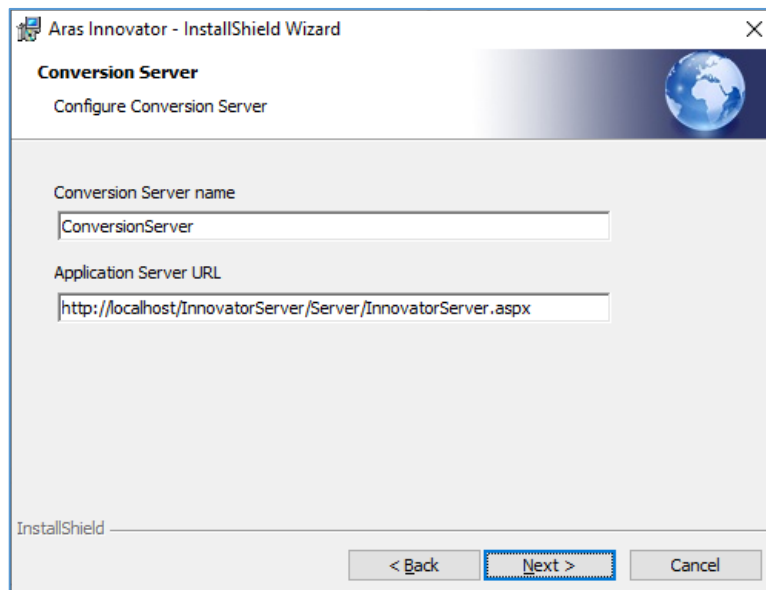 Aras Innovator - InstallShield Wizard
Conversion Server
Configure Conversion Server
Conversion Server name
ConversionServer
Application Server URL
http://localhost/InnovatorServer/Server/InnovatorServer.aspx
InstallShield
< Back
Next >
Cancel